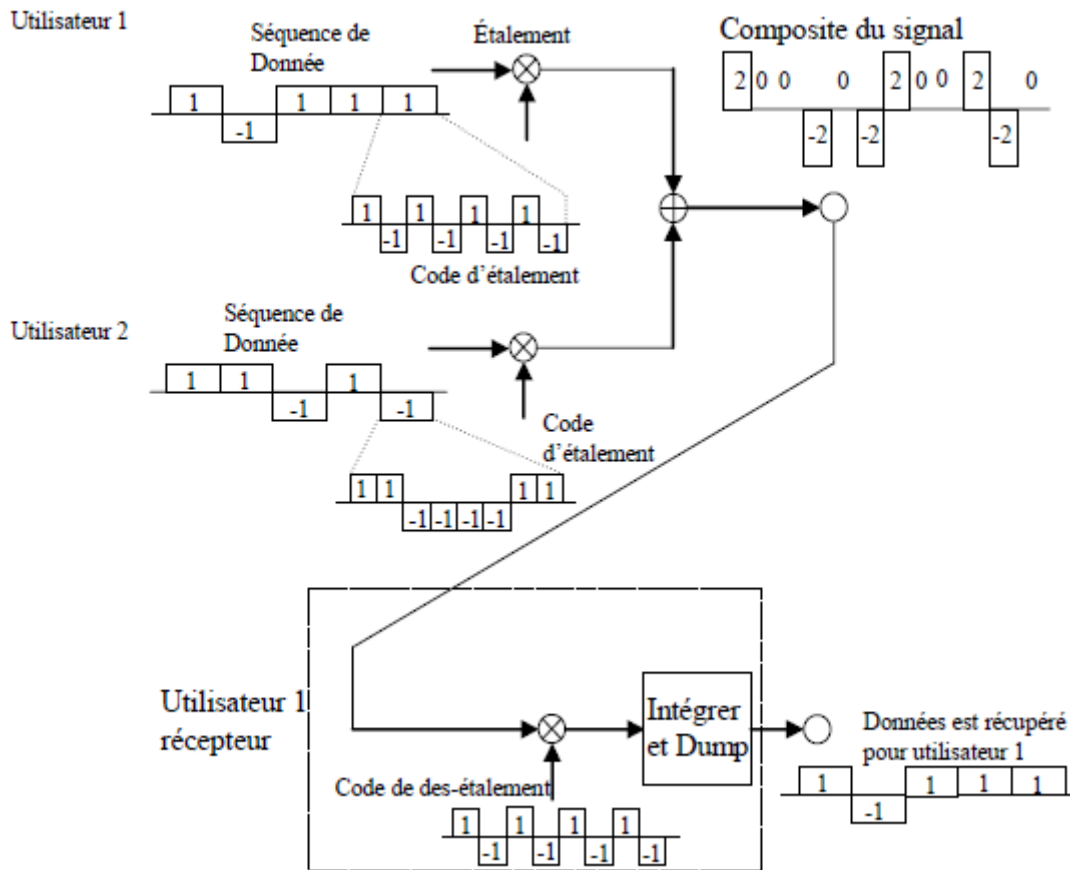 Utilisateur 1
Séquence de
Donnée
Étalement
Composite du signal
2 0 0 -2 0 -2 2 0 0 2 -2 0
1 -1 1 1 1
1 -1 1 -1 1 -1 1 -1
Code d'étalement
Utilisateur 2
Séquence de
Donnée
1 1 -1 1 -1
Code
d'étalement
1 1 -1 -1 -1 -1 1 1
Utilisateur 1
récepteur
Intégrer
et Dump
Données est récupéré
pour utilisateur 1
1 -1 1 1 1
Code de des-étalement
1 -1 1 -1 1 -1 1 -1